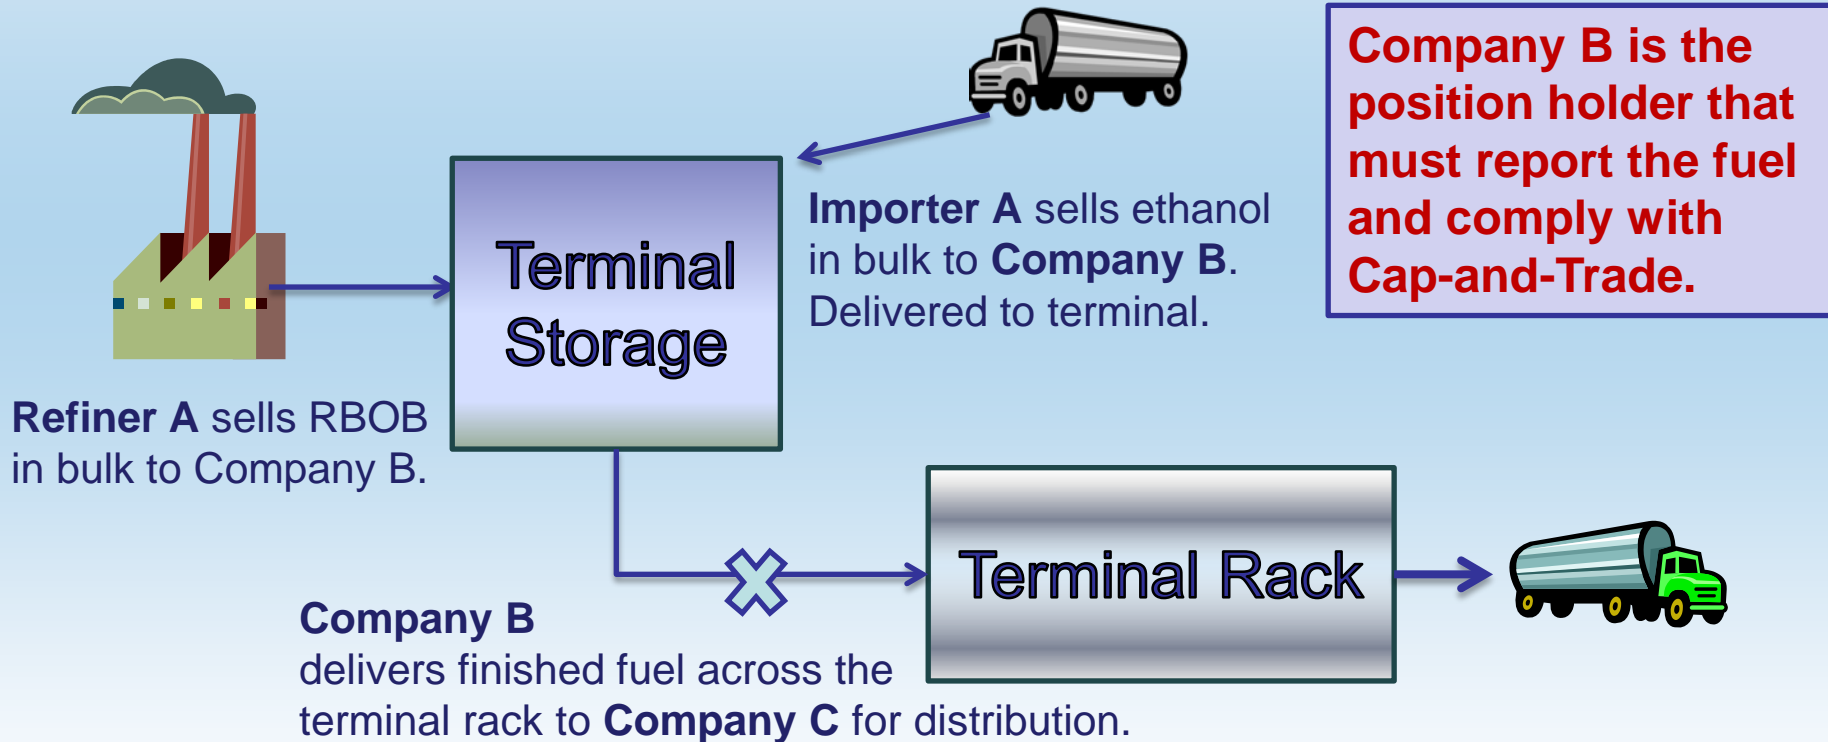 Company B is the
position holder that
must report the fuel
and comply with
Cap-and-Trade.
Terminal
Storage
Importer A sells ethanol
in bulk to Company B.
Delivered to terminal.
Refiner A sells RBOB
in bulk to Company B.
Terminal Rack
Company B
delivers finished fuel across the
terminal rack to Company C for distribution.